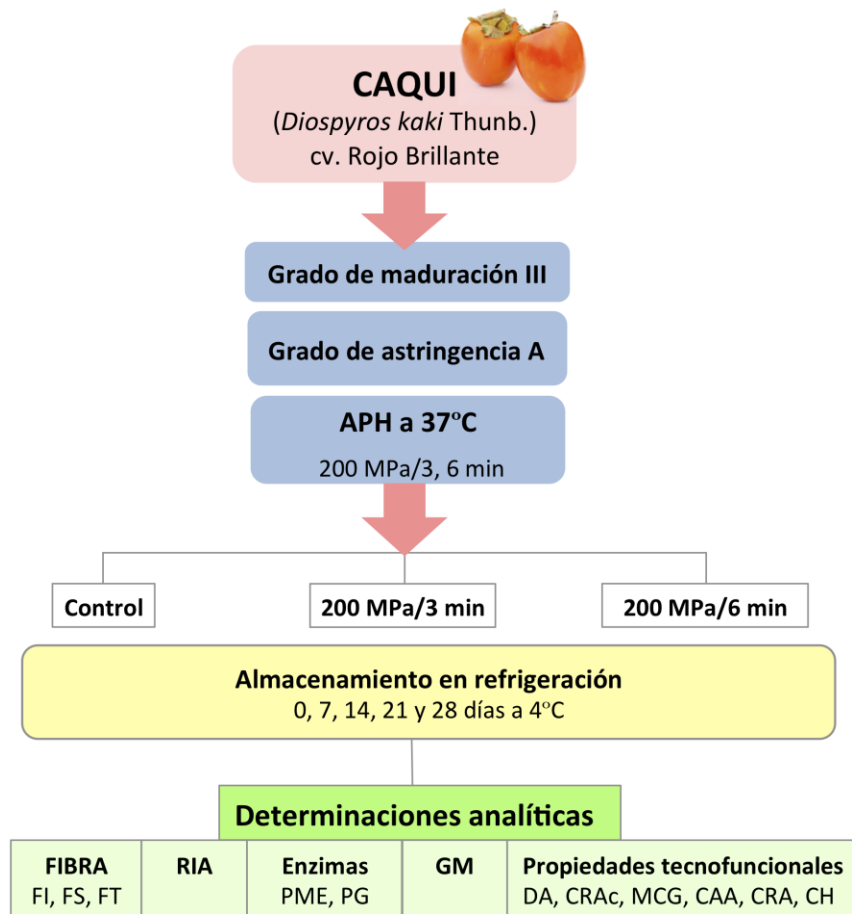 CAQUI
(Diospyros kaki Thunb.)
cv. Rojo Brillante
Grado de maduración III
Grado de astringencia A
APH a 37ºC
200 MPa/3, 6 min
Control
200 MPa/3 min
200 MPa/6 min
Almacenamiento en refrigeración
0, 7, 14, 21 y 28 días a 4ºC
Determinaciones analíticas
FIBRA
FI, FS, FT
RIA
Enzimas
PME, PG
GM
Propiedades tecnofuncionales
DA, CRAc, MCG, CAA, CRA, CH